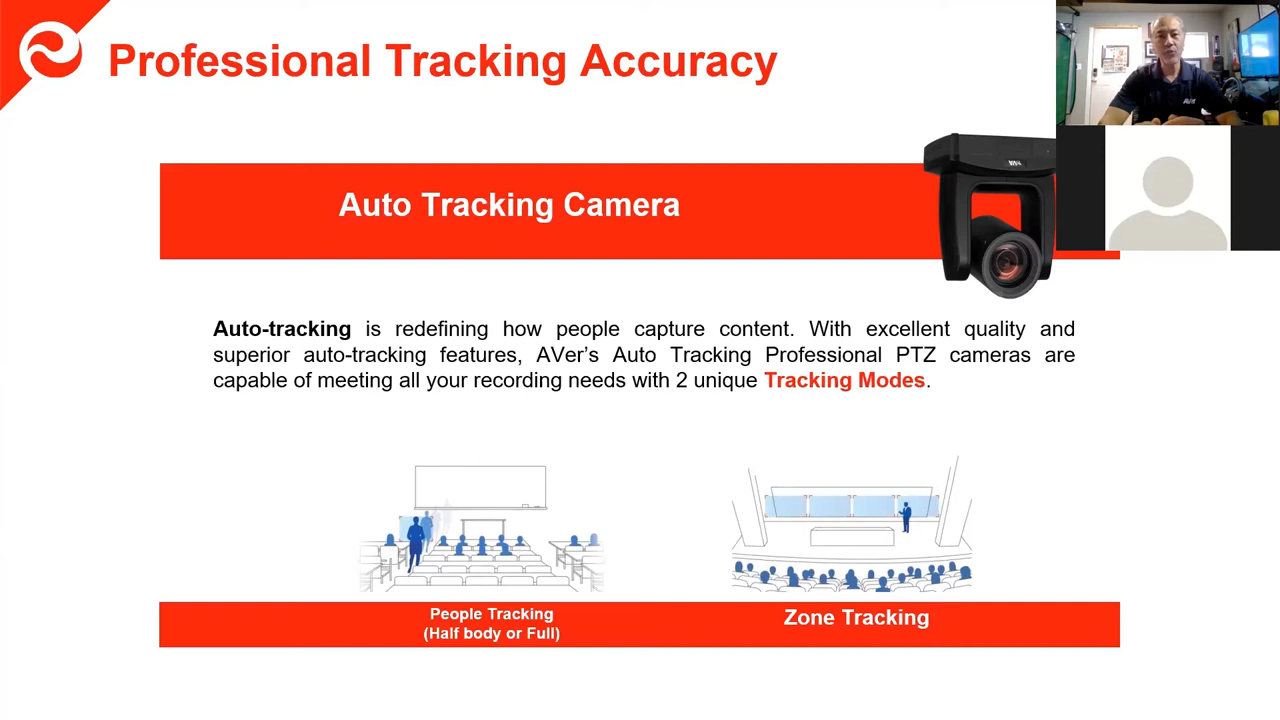 Professional Tracking Accuracy
AVer
Auto Tracking Camera
Auto-tracking is redefining how people capture content. With excellent quality and
superior auto-tracking features, AVer’s Auto Tracking Professional PTZ cameras are
capable of meeting all your recording needs with 2 unique Tracking Modes.
People Tracking
(Half body or Full)
Zone Tracking